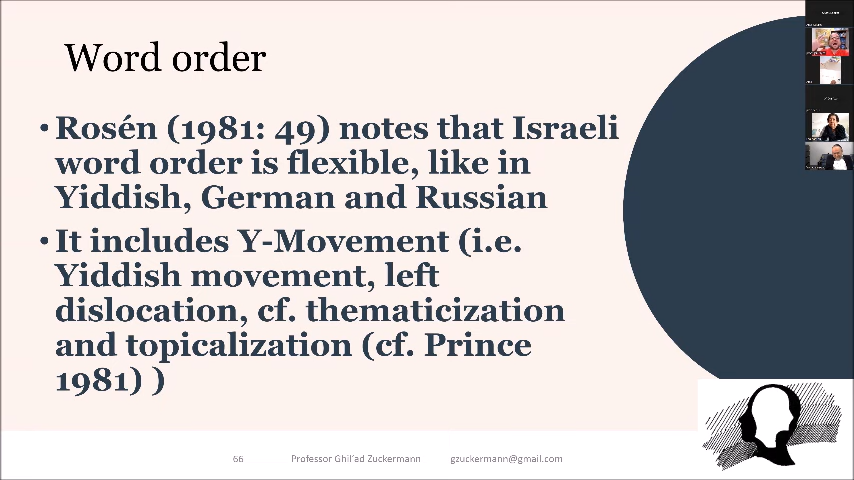 Word order
• Rosén (1981: 49) notes that Israeli
word order is flexible, like in
Yiddish, German and Russian
• It includes Y-Movement (i.e.
Yiddish movement, left
dislocation, cf. thematicization
and topicalization (cf. Prince
1981) )
66 Professor Ghil'ad Zuckermann gzuckermann@gmail.com